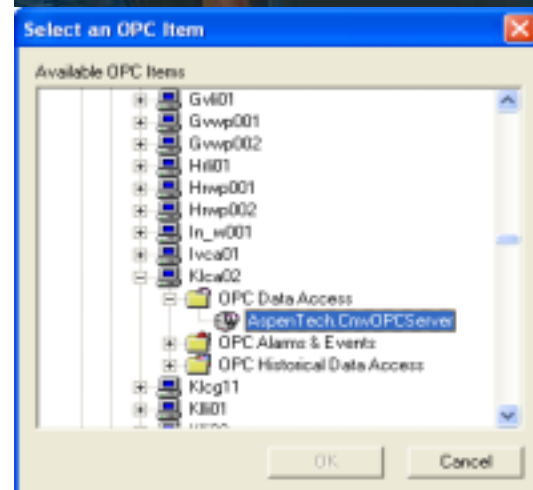 Select an OPC Item
Available OPC Items
Gvli01
Gvwp001
Gvwp002
Hrli01
Hrwp001
Hrwp002
In_w001
Ivca01
Klca02
OPC Data Access
AspenTech.CnwOPCServer
OPC Alarms & Events
OPC Historical Data Access
Klcg11
Klli01
OK
Cancel